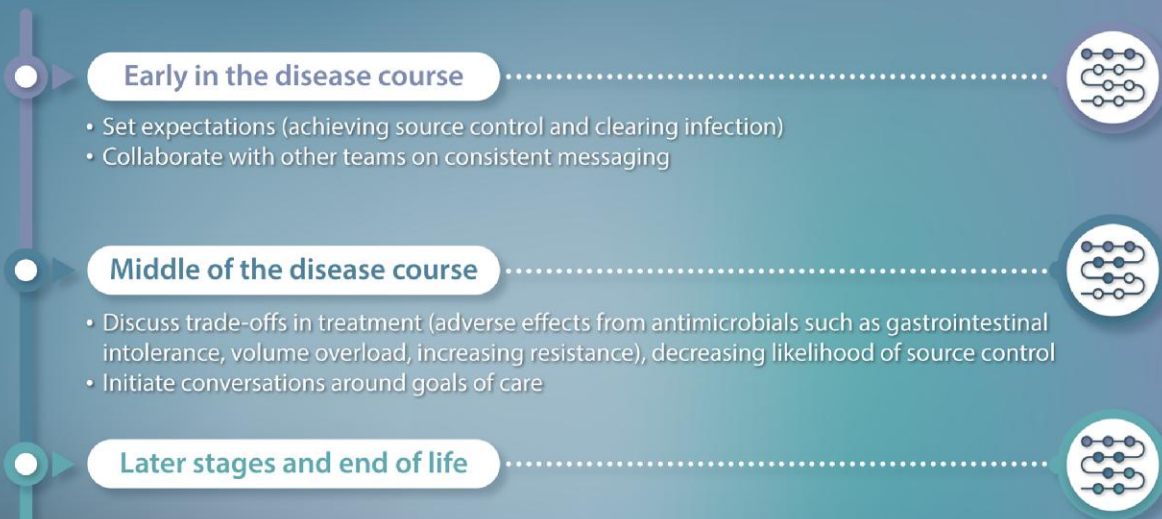 Early in the disease course
• Set expectations (achieving source control and clearing infection)
• Collaborate with other teams on consistent messaging
Middle of the disease course
• Discuss trade-offs in treatment (adverse effects from antimicrobials such as gastrointestinal
intolerance, volume overload, increasing resistance), decreasing likelihood of source control
• Initiate conversations around goals of care
Later stages and end of life